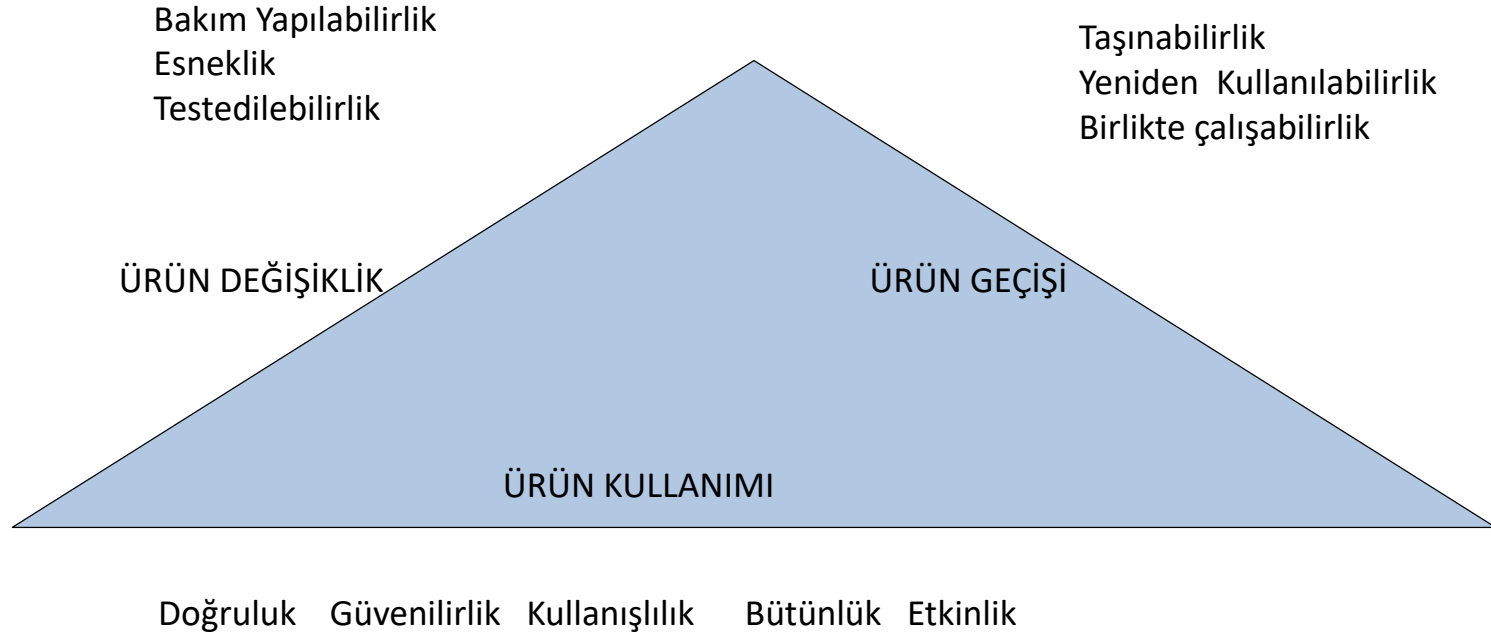 Bakım Yapılabilirlik
Esneklik
Testedilebilirlik
Taşınabilirlik
Yeniden Kullanılabilirlik
Birlikte çalışabilirlik
ÜRÜN DEĞİŞİKLİK
ÜRÜN GEÇİŞİ
ÜRÜN KULLANIMI
Doğruluk Güvenilirlik Kullanışlılık Bütünlük Etkinlik